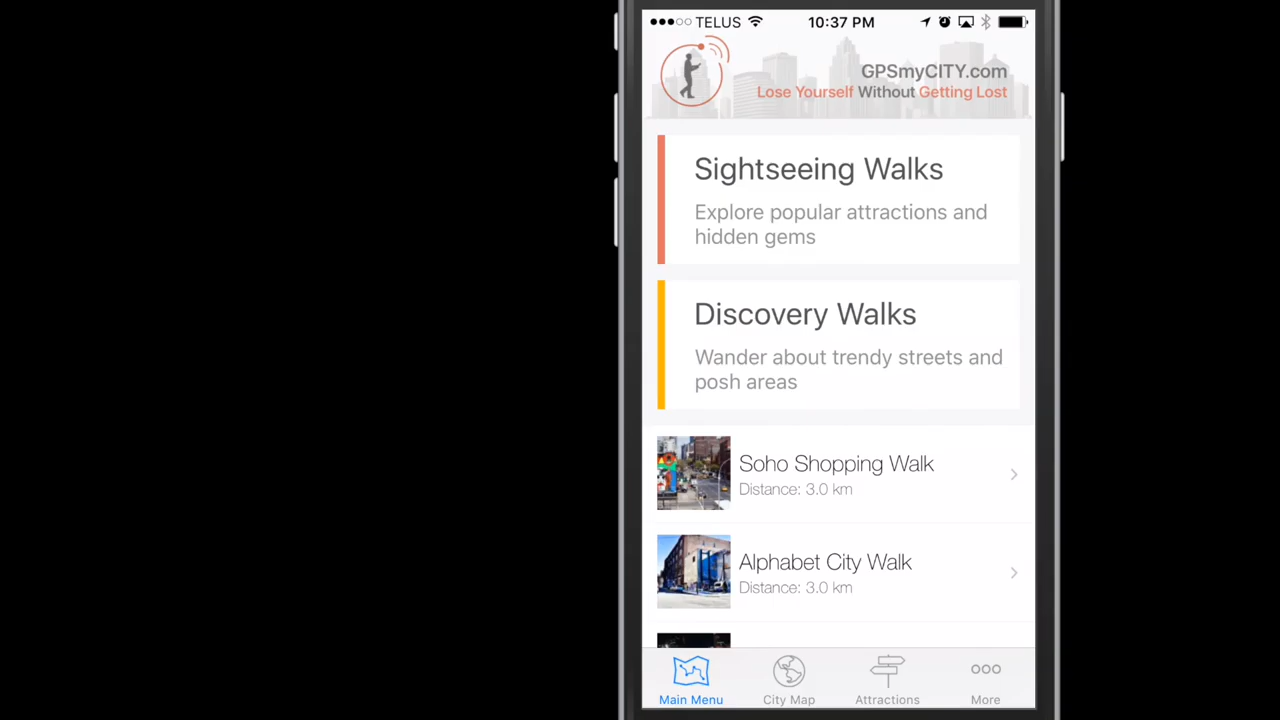 TELUS 10:37 PM
GPSmyCITY.com
Lose Yourself Without Getting Lost
Sightseeing Walks
Explore popular attractions and
hidden gems
Discovery Walks
Wander about trendy streets and
posh areas
Soho Shopping Walk
Distance: 3.0 km
Alphabet City Walk
Distance: 3.0 km
Main Menu City Map Attractions More